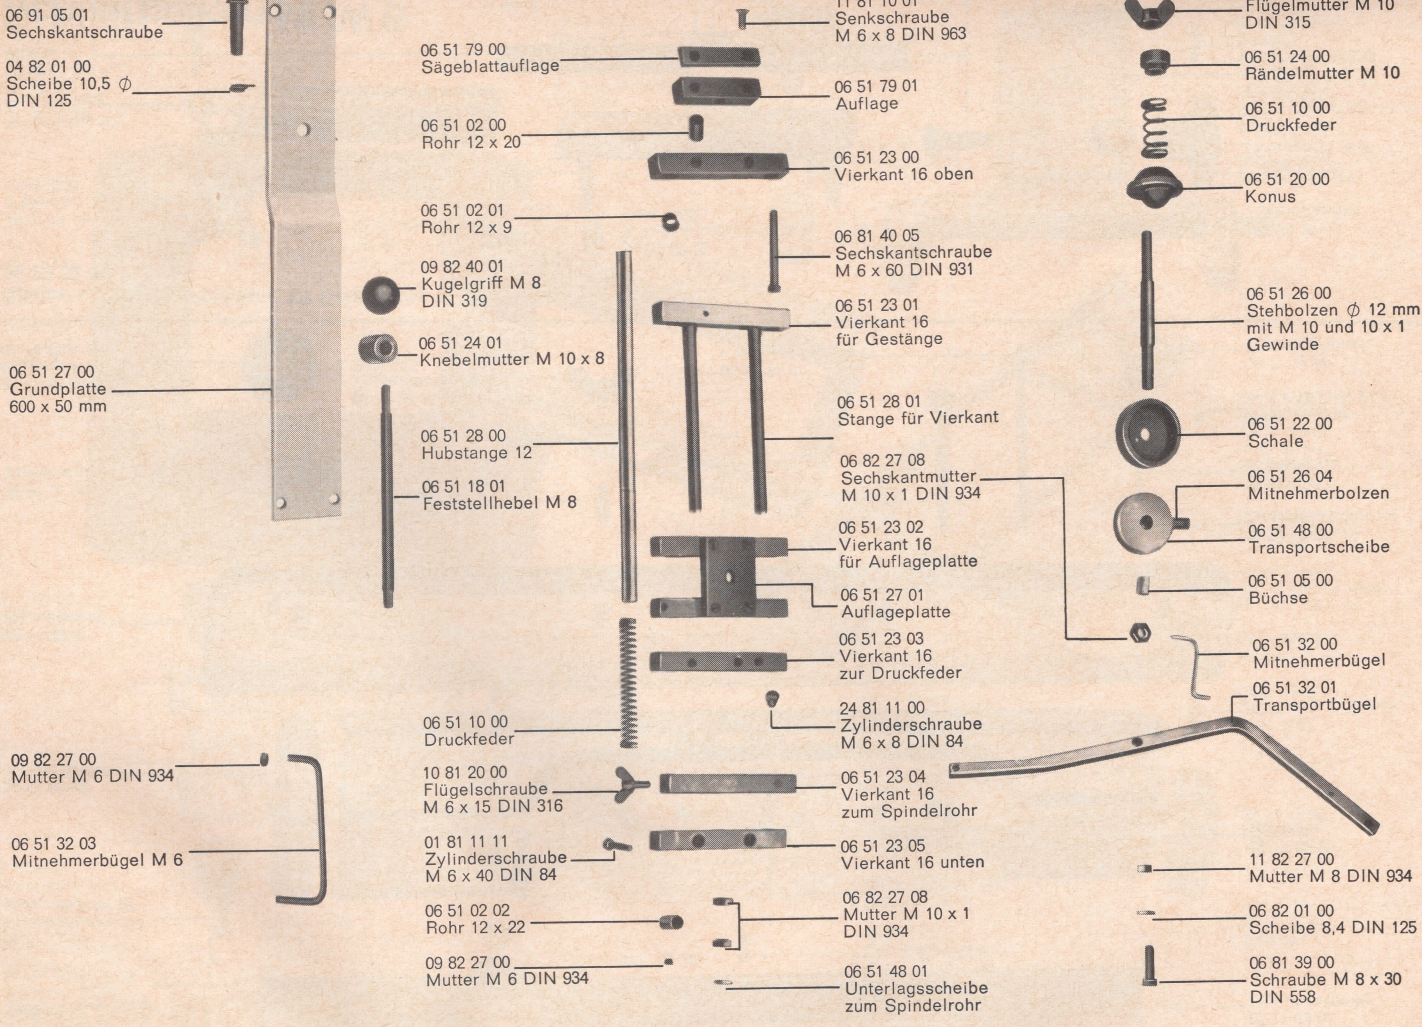 06 91 05 01
Sechskantschraube
04 82 01 00
Scheibe 10,5 ∅
DIN 125
06 51 27 00
Grundplatte
600 x 50 mm
09 82 27 00
Mutter M 6 DIN 934
06 51 32 03
Mitnehmerbügel M 6
06 51 79 00
Sägeblattauflage
06 51 02 00
Rohr 12 x 20
06 51 02 01
Rohr 12 x 9
09 82 40 01
Kugelgriff M 8
DIN 319
06 51 24 01
Knebelmutter M 10 x 8
06 51 28 00
Hubstange 12
06 51 18 01
Feststellhebel M 8
06 51 10 00
Druckfeder
10 81 20 00
Flügelschraube
M 6 x 15 DIN 316
01 81 11 11
Zylinderschraube
M 6 x 40 DIN 84
06 51 02 02
Rohr 12 x 22
09 82 27 00
Mutter M 6 DIN 934
11 81 10 01
Senkschraube
M 6 x 8 DIN 963
06 51 79 01
Auflage
06 51 23 00
Vierkant 16 oben
06 81 40 05
Sechskantschraube
M 6 x 60 DIN 931
06 51 23 01
Vierkant 16
für Gestänge
06 51 28 01
Stange für Vierkant
06 82 27 08
Sechskantmutter
M 10 x 1 DIN 934
06 51 23 02
Vierkant 16
für Auflageplatte
06 51 27 01
Auflageplatte
06 51 23 03
Vierkant 16
zur Druckfeder
24 81 11 00
Zylinderschraube
M 6 x 8 DIN 84
06 51 23 04
Vierkant 16
zum Spindelrohr
06 51 23 05
Vierkant 16 unten
06 82 27 08
Mutter M 10 x 1
DIN 934
06 51 48 01
Unterlagsscheibe
zum Spindelrohr
Flügelmutter M 10
DIN 315
06 51 24 00
Rändelmutter M 10
06 51 10 00
Druckfeder
06 51 20 00
Konus
06 51 26 00
Stehbolzen ∅ 12 mm
mit M 10 und 10 x 1
Gewinde
06 51 22 00
Schale
06 51 26 04
Mitnehmerbolzen
06 51 48 00
Transportscheibe
06 51 05 00
Büchse
06 51 32 00
Mitnehmerbügel
06 51 32 01
Transportbügel
11 82 27 00
Mutter M 8 DIN 934
06 82 01 00
Scheibe 8,4 DIN 125
06 81 39 00
Schraube M 8 x 30
DIN 558